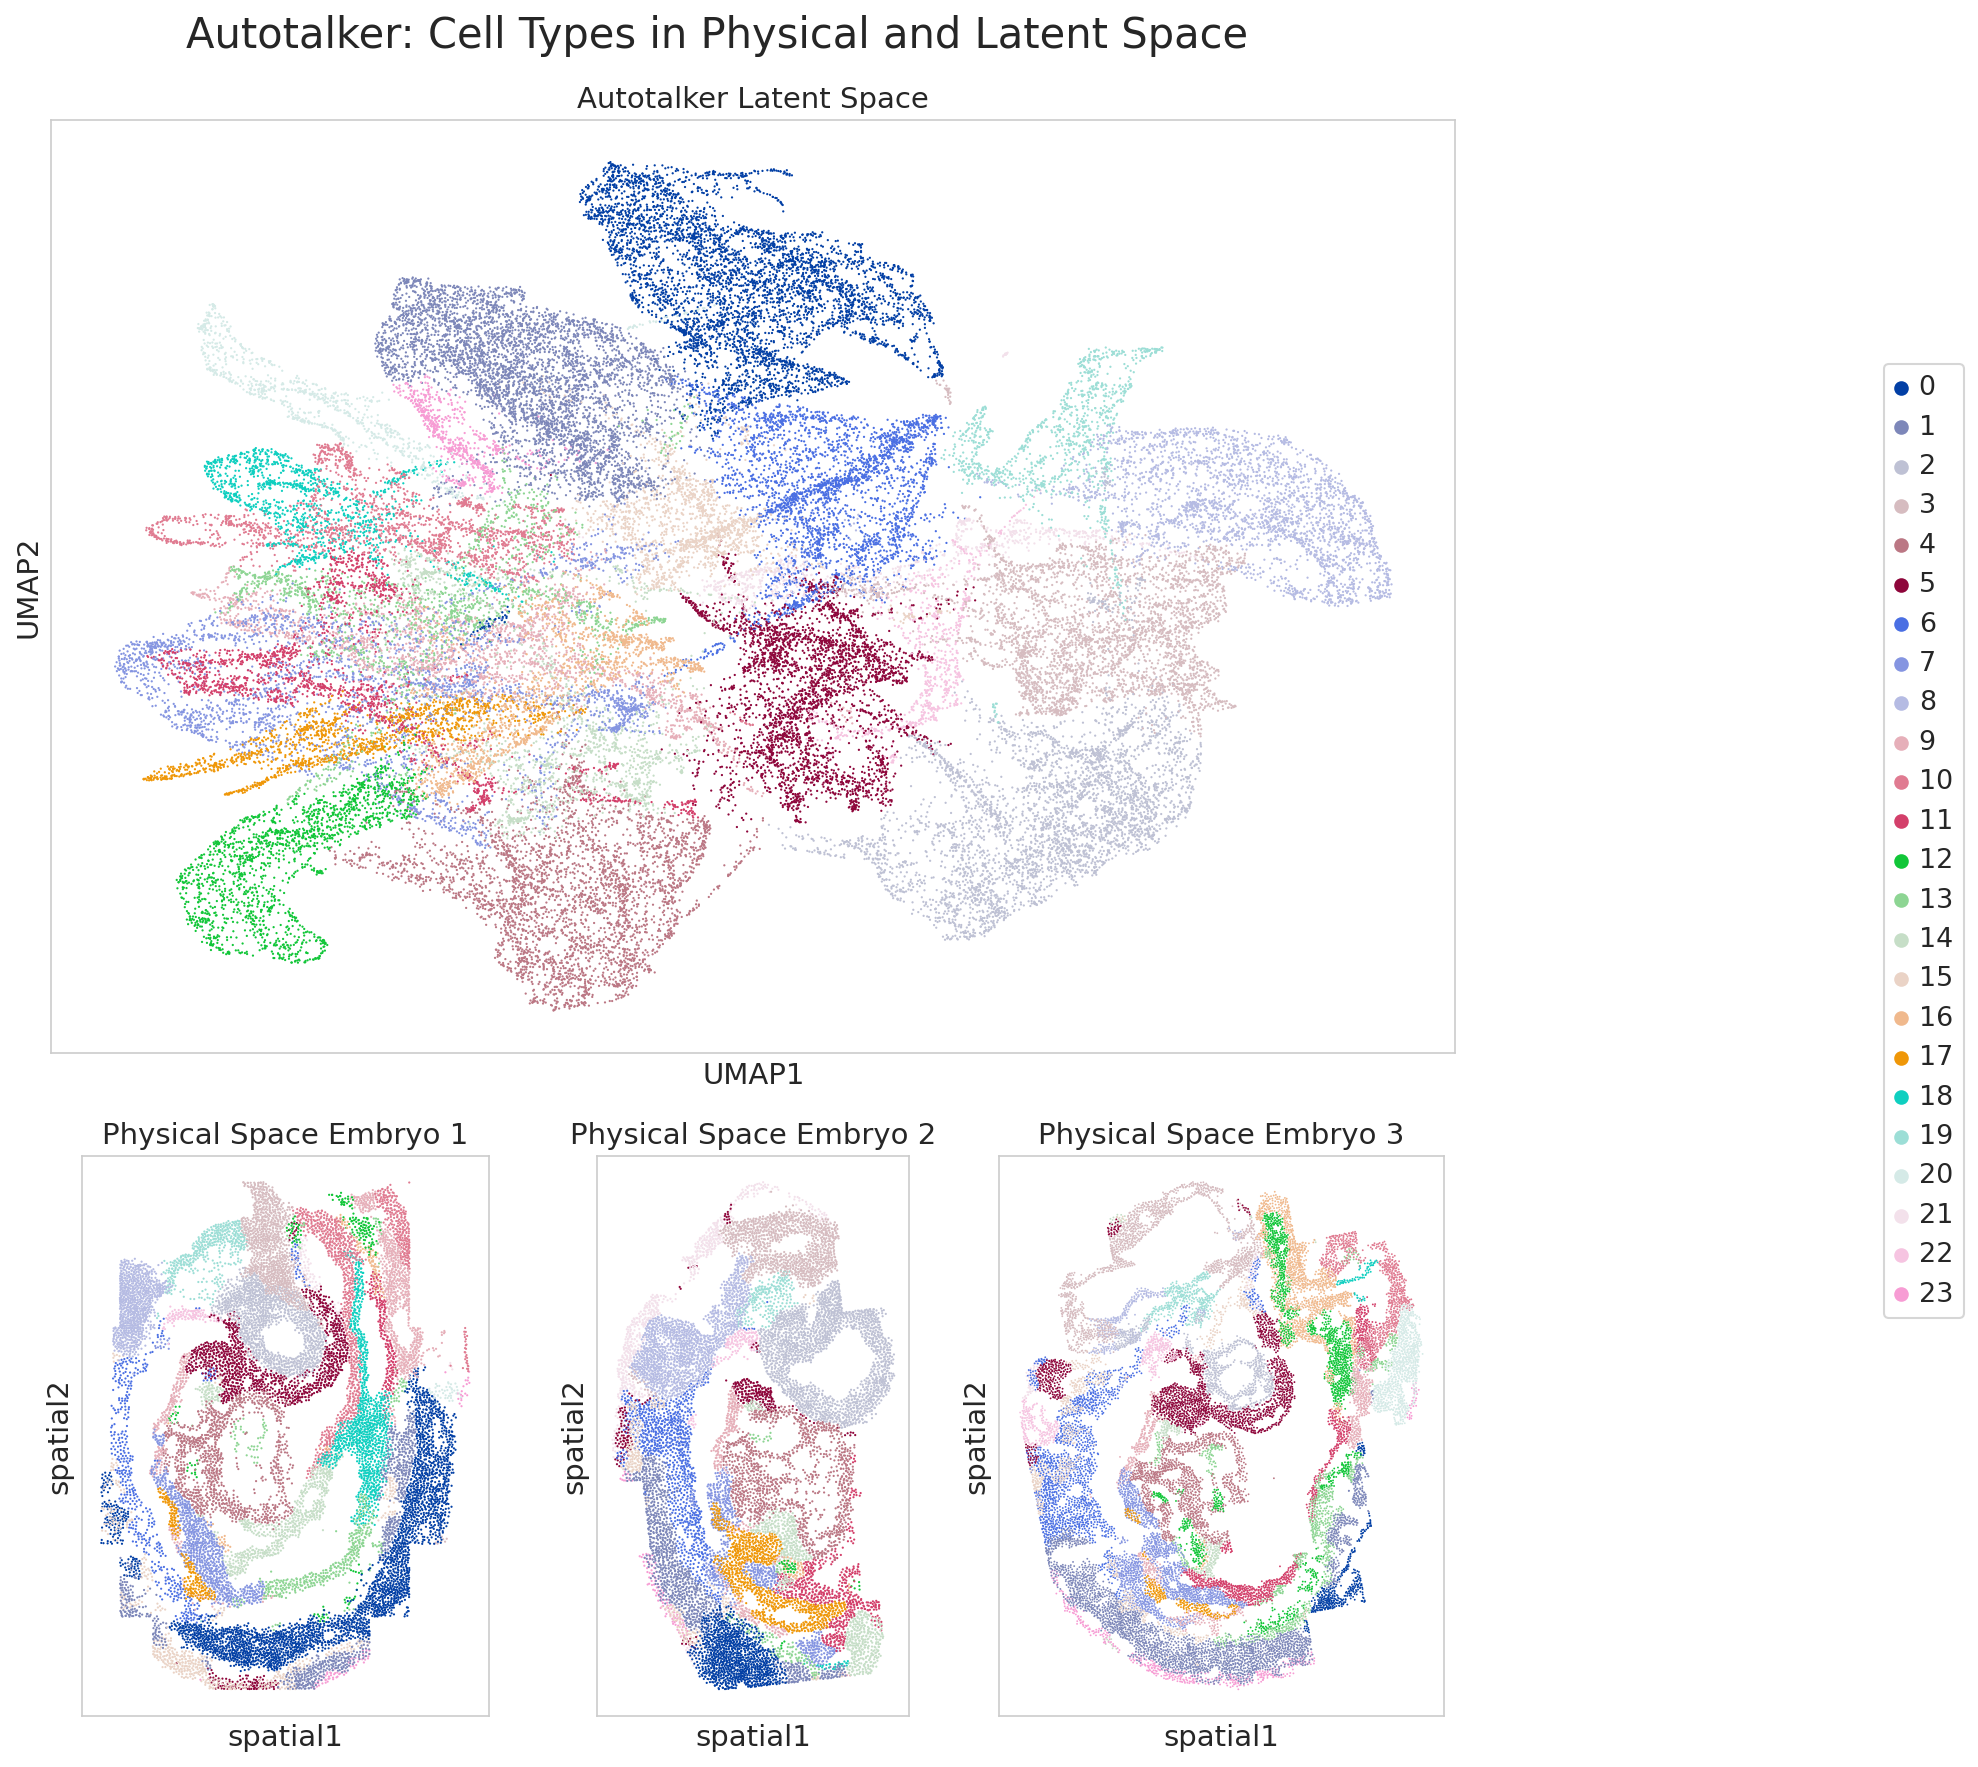 Autotalker: Cell Types in Physical and Latent Space
Autotalker Latent Space
UMAP2
UMAP1
0
1
2
3
4
5
6
7
8
9
10
11
12
13
14
15
16
17
18
19
20
21
22
23
Physical Space Embryo 1
Physical Space Embryo 2
Physical Space Embryo 3
spatial2
spatial2
spatial2
spatial1
spatial1
spatial1